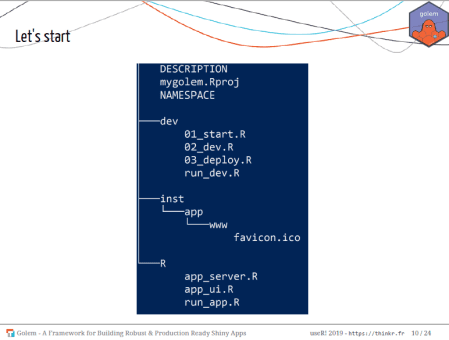 golem
Let's start
DESCRIPTION
mygolem.Rproj
NAMESPACE
dev
01_start.R
02_dev.R
03_deploy.R
run_dev.R
inst
app
www
favicon.ico
R
app_server.R
app_ui.R
run_app.R
Golem - A Framework for Building Robust & Production Ready Shiny Apps
useR! 2019 - https://thinkr.fr 10 / 24